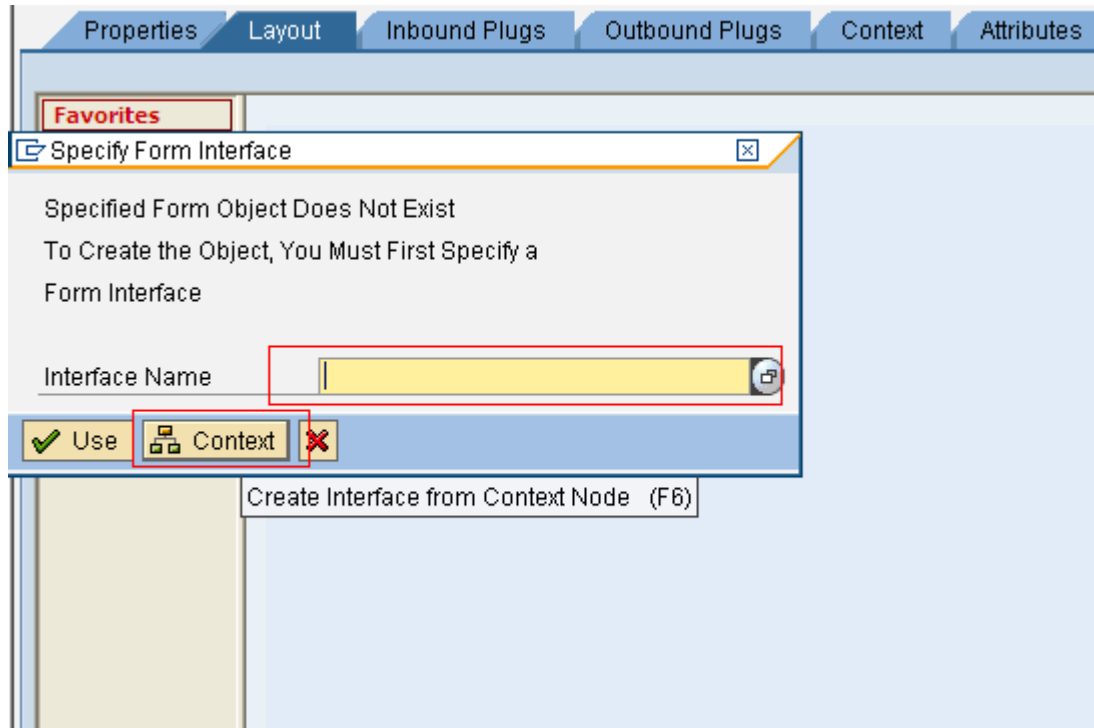 Properties Layout Inbound Plugs Outbound Plugs Context Attributes
Favorites
Specify Form Interface
Specified Form Object Does Not Exist
To Create the Object, You Must First Specify a
Form Interface
Interface Name
Use Context
Create Interface from Context Node (F6)